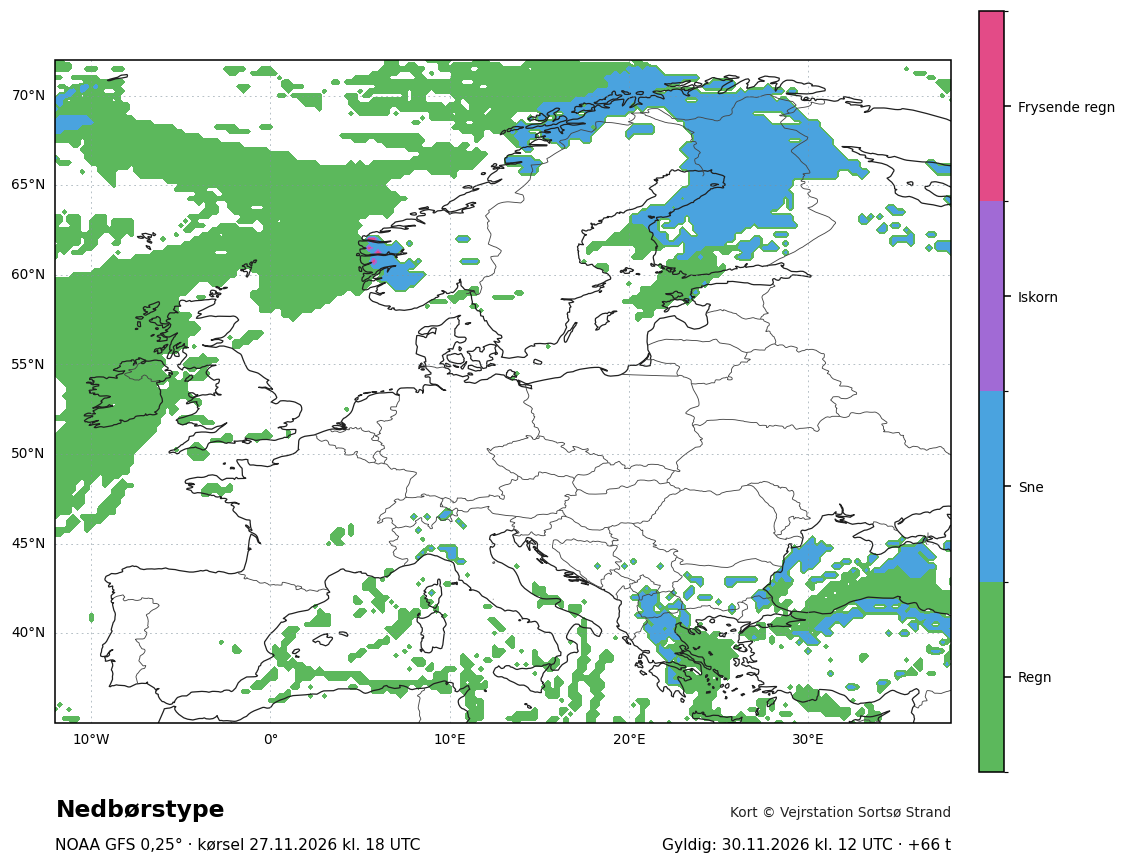 70°N
65°N
60°N
55°N
50°N
45°N
40°N
10°W
0°
10°E
20°E
30°E
Frysende regn
Iskorn
Sne
Regn
Nedbørstype
Kort © Vejrstation Sortsø Strand
NOAA GFS 0,25° · kørsel 27.11.2026 kl. 18 UTC
Gyldig: 30.11.2026 kl. 12 UTC · +66 t